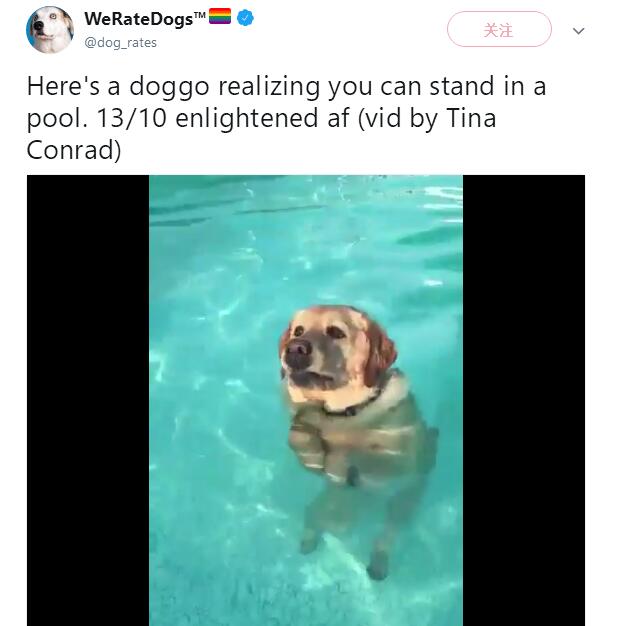 WeRateDogs™🏳️‍🌈
@dog_rates
关注
Here's a doggo realizing you can stand in a
pool. 13/10 enlightened af (vid by Tina
Conrad)